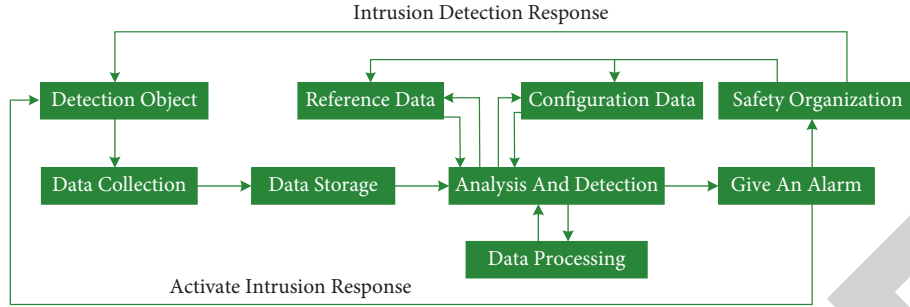 Intrusion Detection Response
Detection Object
Reference Data
Configuration Data
Safety Organization
Data Collection
Data Storage
Analysis And Detection
Give An Alarm
Data Processing
Activate Intrusion Response